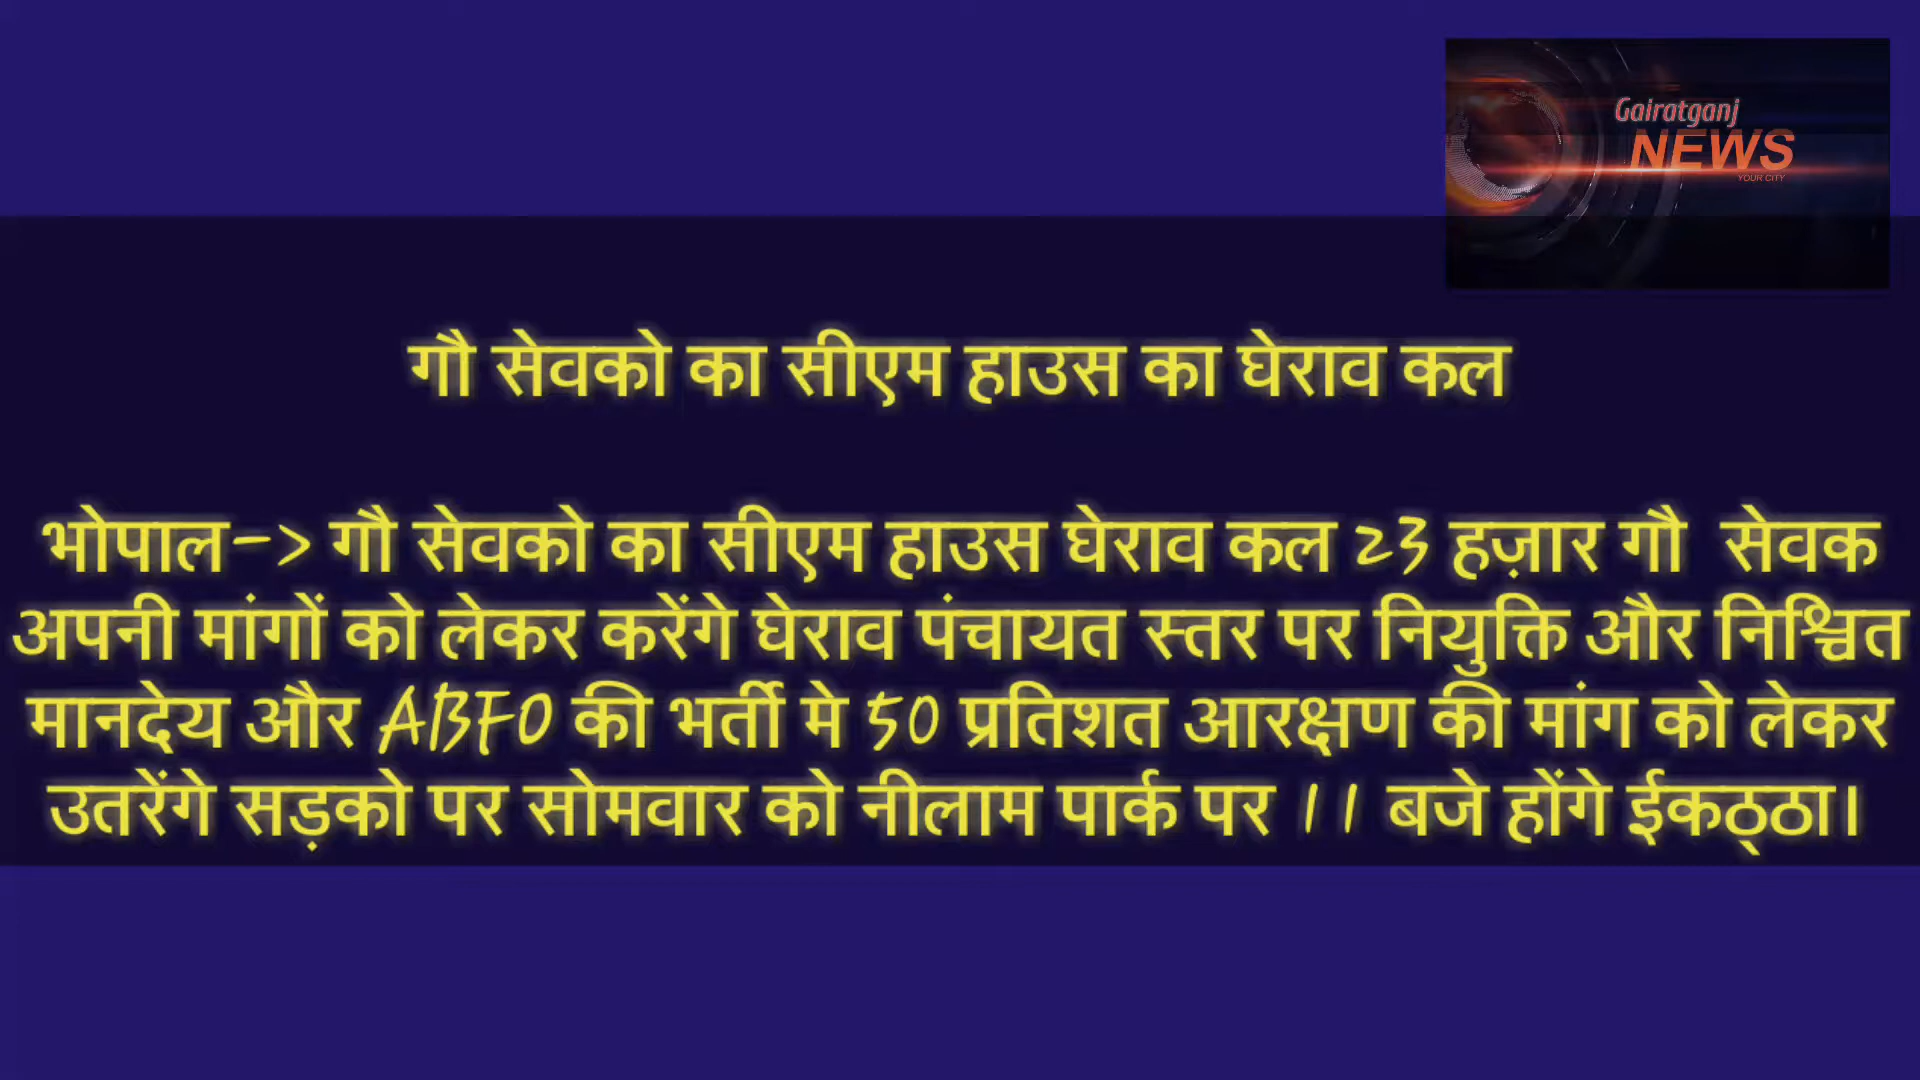 Gairatganj
NEWS
YOUR CITY
गौ सेवको का सीएम हाउस का घेराव कल
भोपाल-> गौ सेवको का सीएम हाउस घेराव कल 23 हज़ार गौ सेवक
अपनी मांगों को लेकर करेंगे घेराव पंचायत स्तर पर नियुक्ति और निश्चित
मानदेय और ABFO की भर्ती मे 50 प्रतिशत आरक्षण की मांग को लेकर
उतरेंगे सड़को पर सोमवार को नीलाम पार्क पर 11 बजे होंगे ईकठ्ठा।